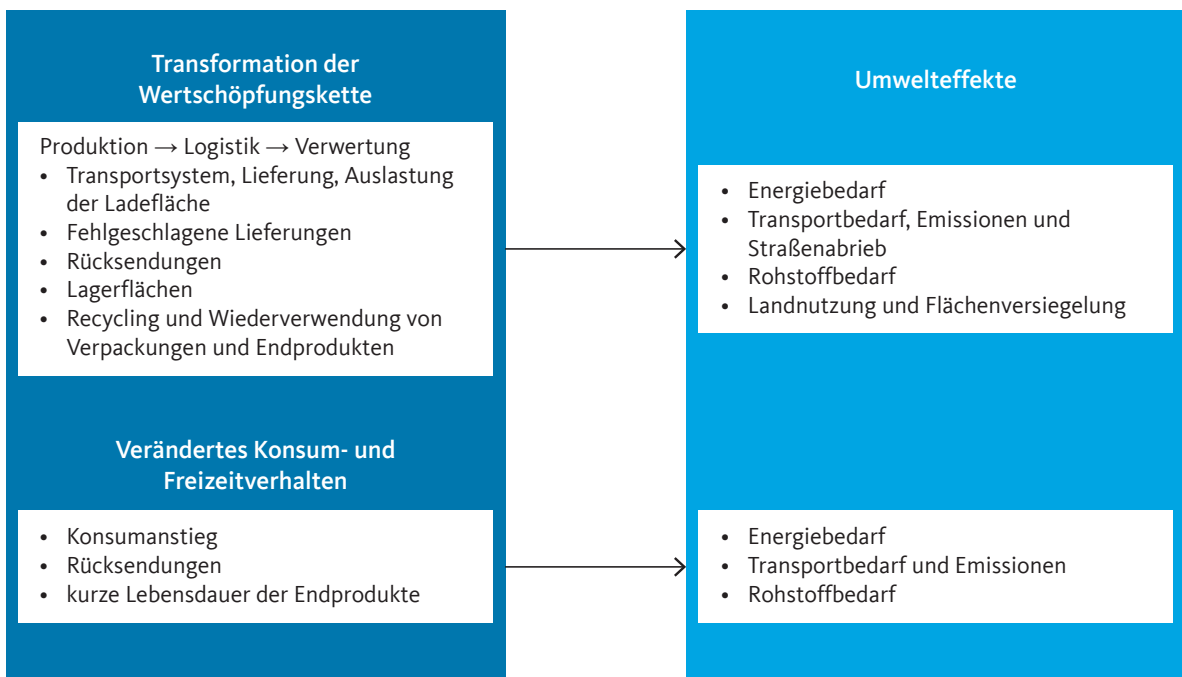 Transformation der
Wertschöpfungskette
Produktion → Logistik → Verwertung
• Transportsystem, Lieferung, Auslastung
der Ladefläche
• Fehlgeschlagene Lieferungen
• Rücksendungen
• Lagerflächen
• Recycling und Wiederverwendung von
Verpackungen und Endprodukten
Umwelteffekte
• Energiebedarf
• Transportbedarf, Emissionen und
Straßenabrieb
• Rohstoffbedarf
• Landnutzung und Flächenversiegelung
Verändertes Konsum- und
Freizeitverhalten
• Konsumanstieg
• Rücksendungen
• kurze Lebensdauer der Endprodukte
• Energiebedarf
• Transportbedarf und Emissionen
• Rohstoffbedarf